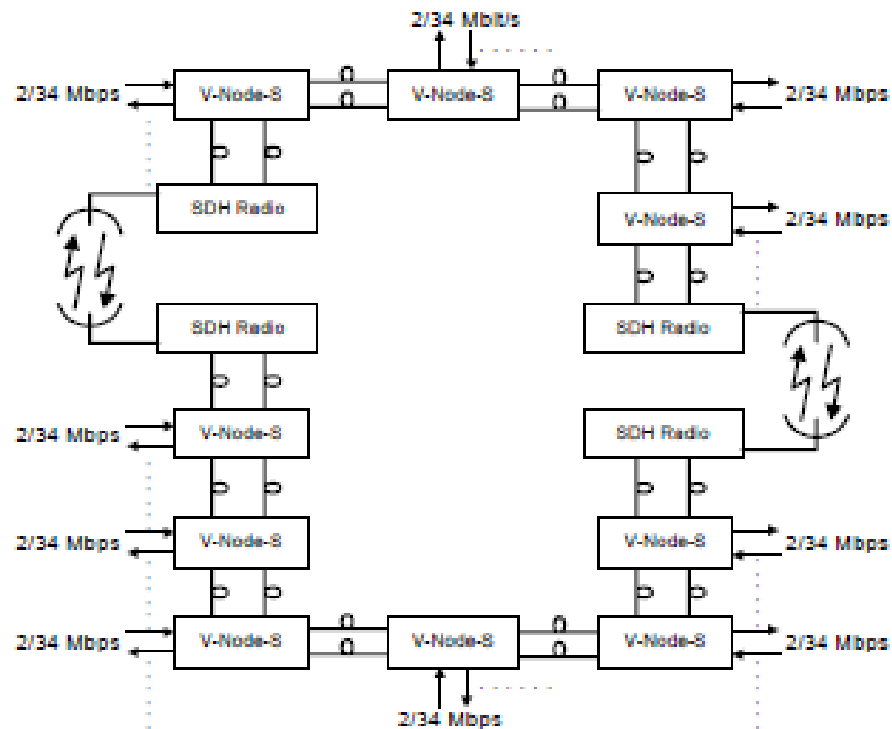 2/34 Mbit/s
2/34 Mbps V-Node-S V-Node-S V-Node-S 2/34 Mbps
SDH Radio V-Node-S 2/34 Mbps
SDH Radio SDH Radio
2/34 Mbps V-Node-S SDH Radio
2/34 Mbps V-Node-S V-Node-S 2/34 Mbps
2/34 Mbps V-Node-S V-Node-S V-Node-S 2/34 Mbps
2/34 Mbps